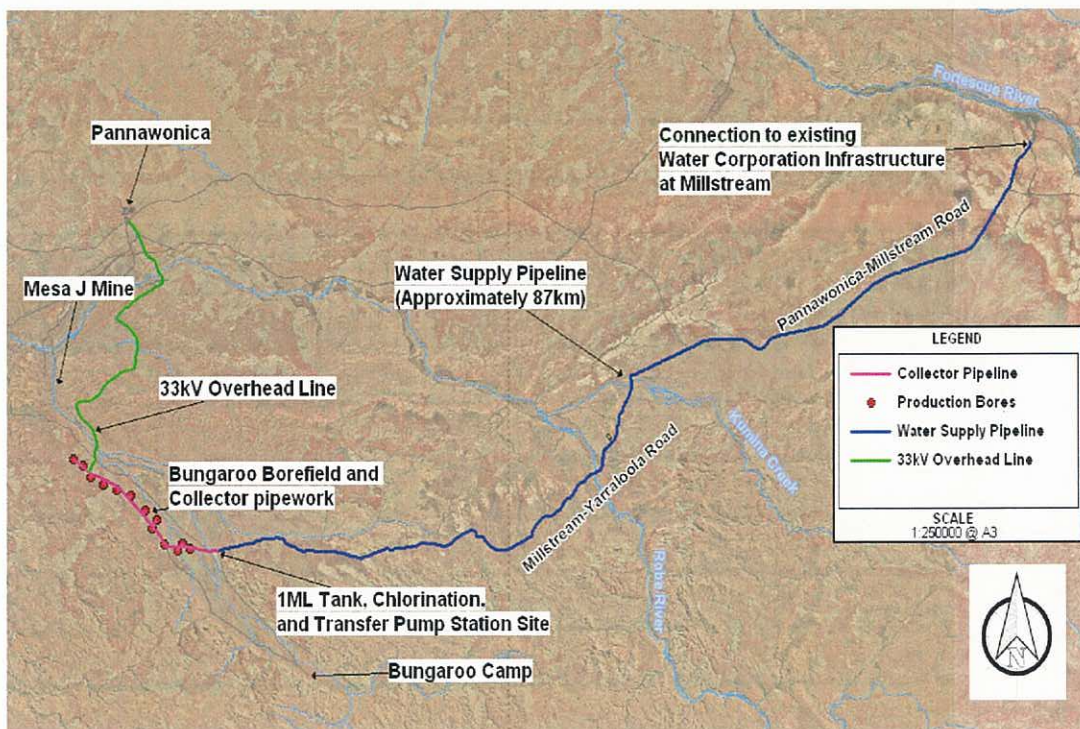 Fortescue River
Pannawonica
Connection to existing
Water Corporation Infrastructure
at Millstream
Pannawonica-Millstream Road
Water Supply Pipeline
(Approximately 87km)
Mesa J Mine
LEGEND
Collector Pipeline
Production Bores
Water Supply Pipeline
33kV Overhead Line
SCALE
1:250000 @ A3
33kV Overhead Line
Kumina Creek
Millstream-Yarraloola Road
Bungaroo Borefield and
Collector pipework
Robe River
1ML Tank, Chlorination,
and Transfer Pump Station Site
Bungaroo Camp
N